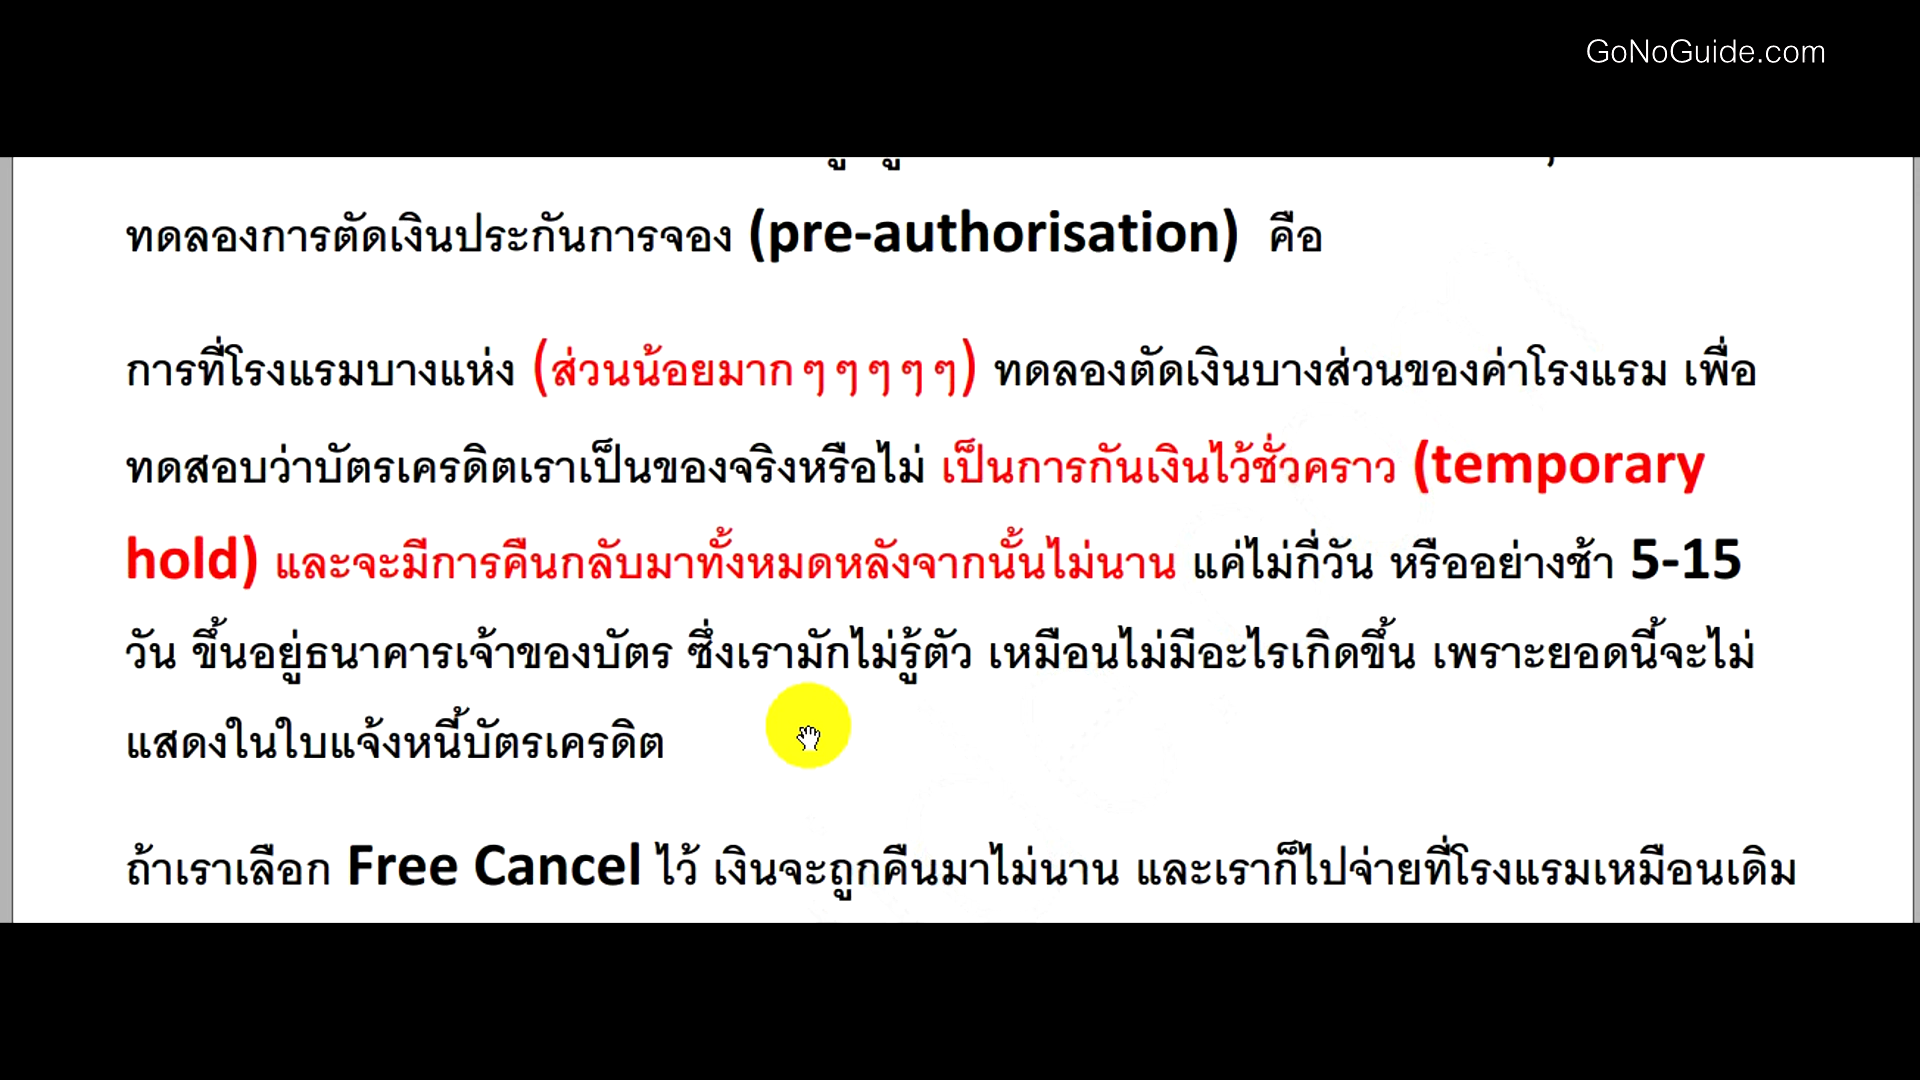 GoNoGuide.com
ทดลองการตัดเงินประกันการจอง (pre-authorisation) คือ
การที่โรงแรมบางแห่ง (ส่วนน้อยมาก ๆ ๆ ๆ ๆ ๆ) ทดลองตัดเงินบางส่วนของค่าโรงแรม เพื่อ
ทดสอบว่าบัตรเครดิตเราเป็นของจริงหรือไม่ เป็นการกันเงินไว้ชั่วคราว (temporary
hold) และจะมีการคืนกลับมาทั้งหมดหลังจากนั้นไม่นาน แค่ไม่กี่วัน หรืออย่างช้า 5-15
วัน ขึ้นอยู่ธนาคารเจ้าของบัตร ซึ่งเรามักไม่รู้ตัว เหมือนไม่มีอะไรเกิดขึ้น เพราะยอดนี้จะไม่
แสดงในใบแจ้งหนี้บัตรเครดิต
ถ้าเราเลือก Free Cancel ไว้ เงินจะถูกคืนมาไม่นาน และเราก็ไปจ่ายที่โรงแรมเหมือนเดิม